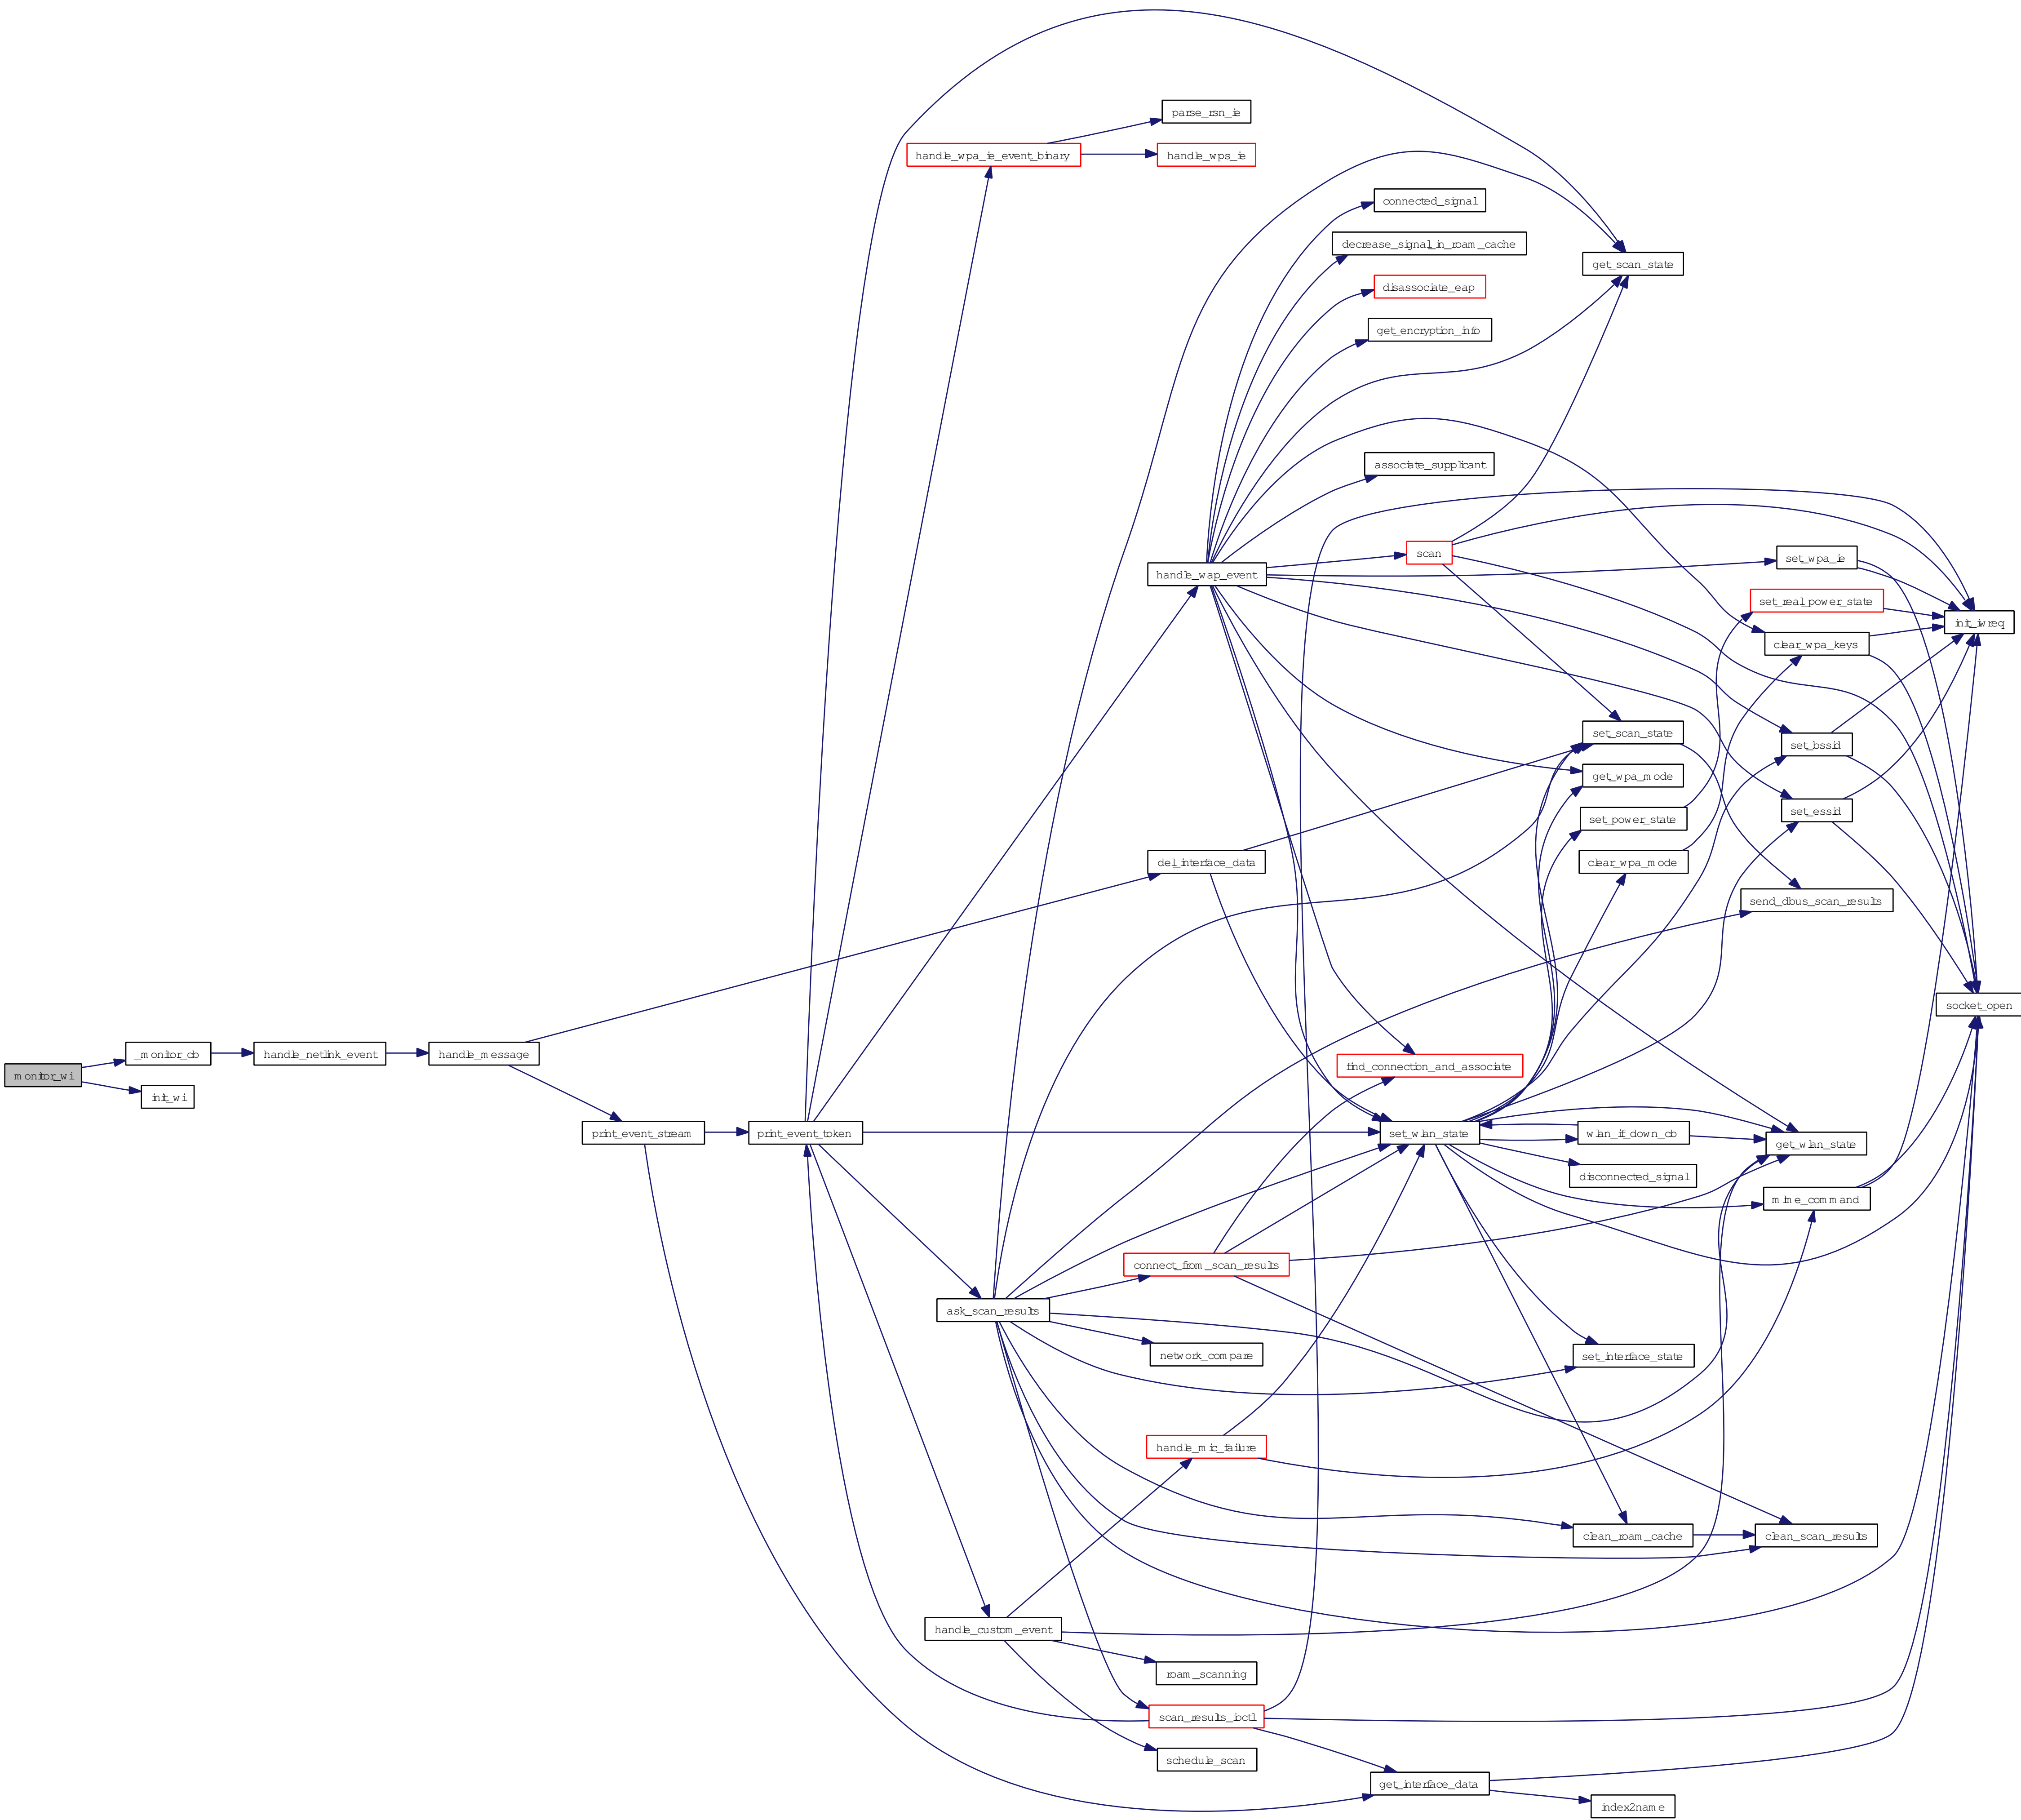 parse_rsn_ie
handle_wpa_ie_event_binary
handle_wps_ie
connected_signal
decrease_signal_in_roam_cache
get_scan_state
disassociate_eap
get_encryption_info
associate_supplicant
scan
set_wpa_ie
handle_wap_event
set_real_power_state
init_iwreq
clear_wpa_keys
set_scan_state
set_bssid
get_wpa_mode
set_essid
set_power_state
del_interface_data
clear_wpa_mode
send_dbus_scan_results
socket_open
_monitor_cb
handle_netlink_event
handle_message
find_connection_and_associate
monitor_wi
init_wi
print_event_stream
print_event_token
set_wlan_state
wlan_if_down_cb
get_wlan_state
disconnected_signal
mlme_command
connect_from_scan_results
ask_scan_results
network_compare
set_interface_state
handle_mic_failure
clean_roam_cache
clean_scan_results
handle_custom_event
roam_scanning
scan_results_ioctl
schedule_scan
get_interface_data
index2name